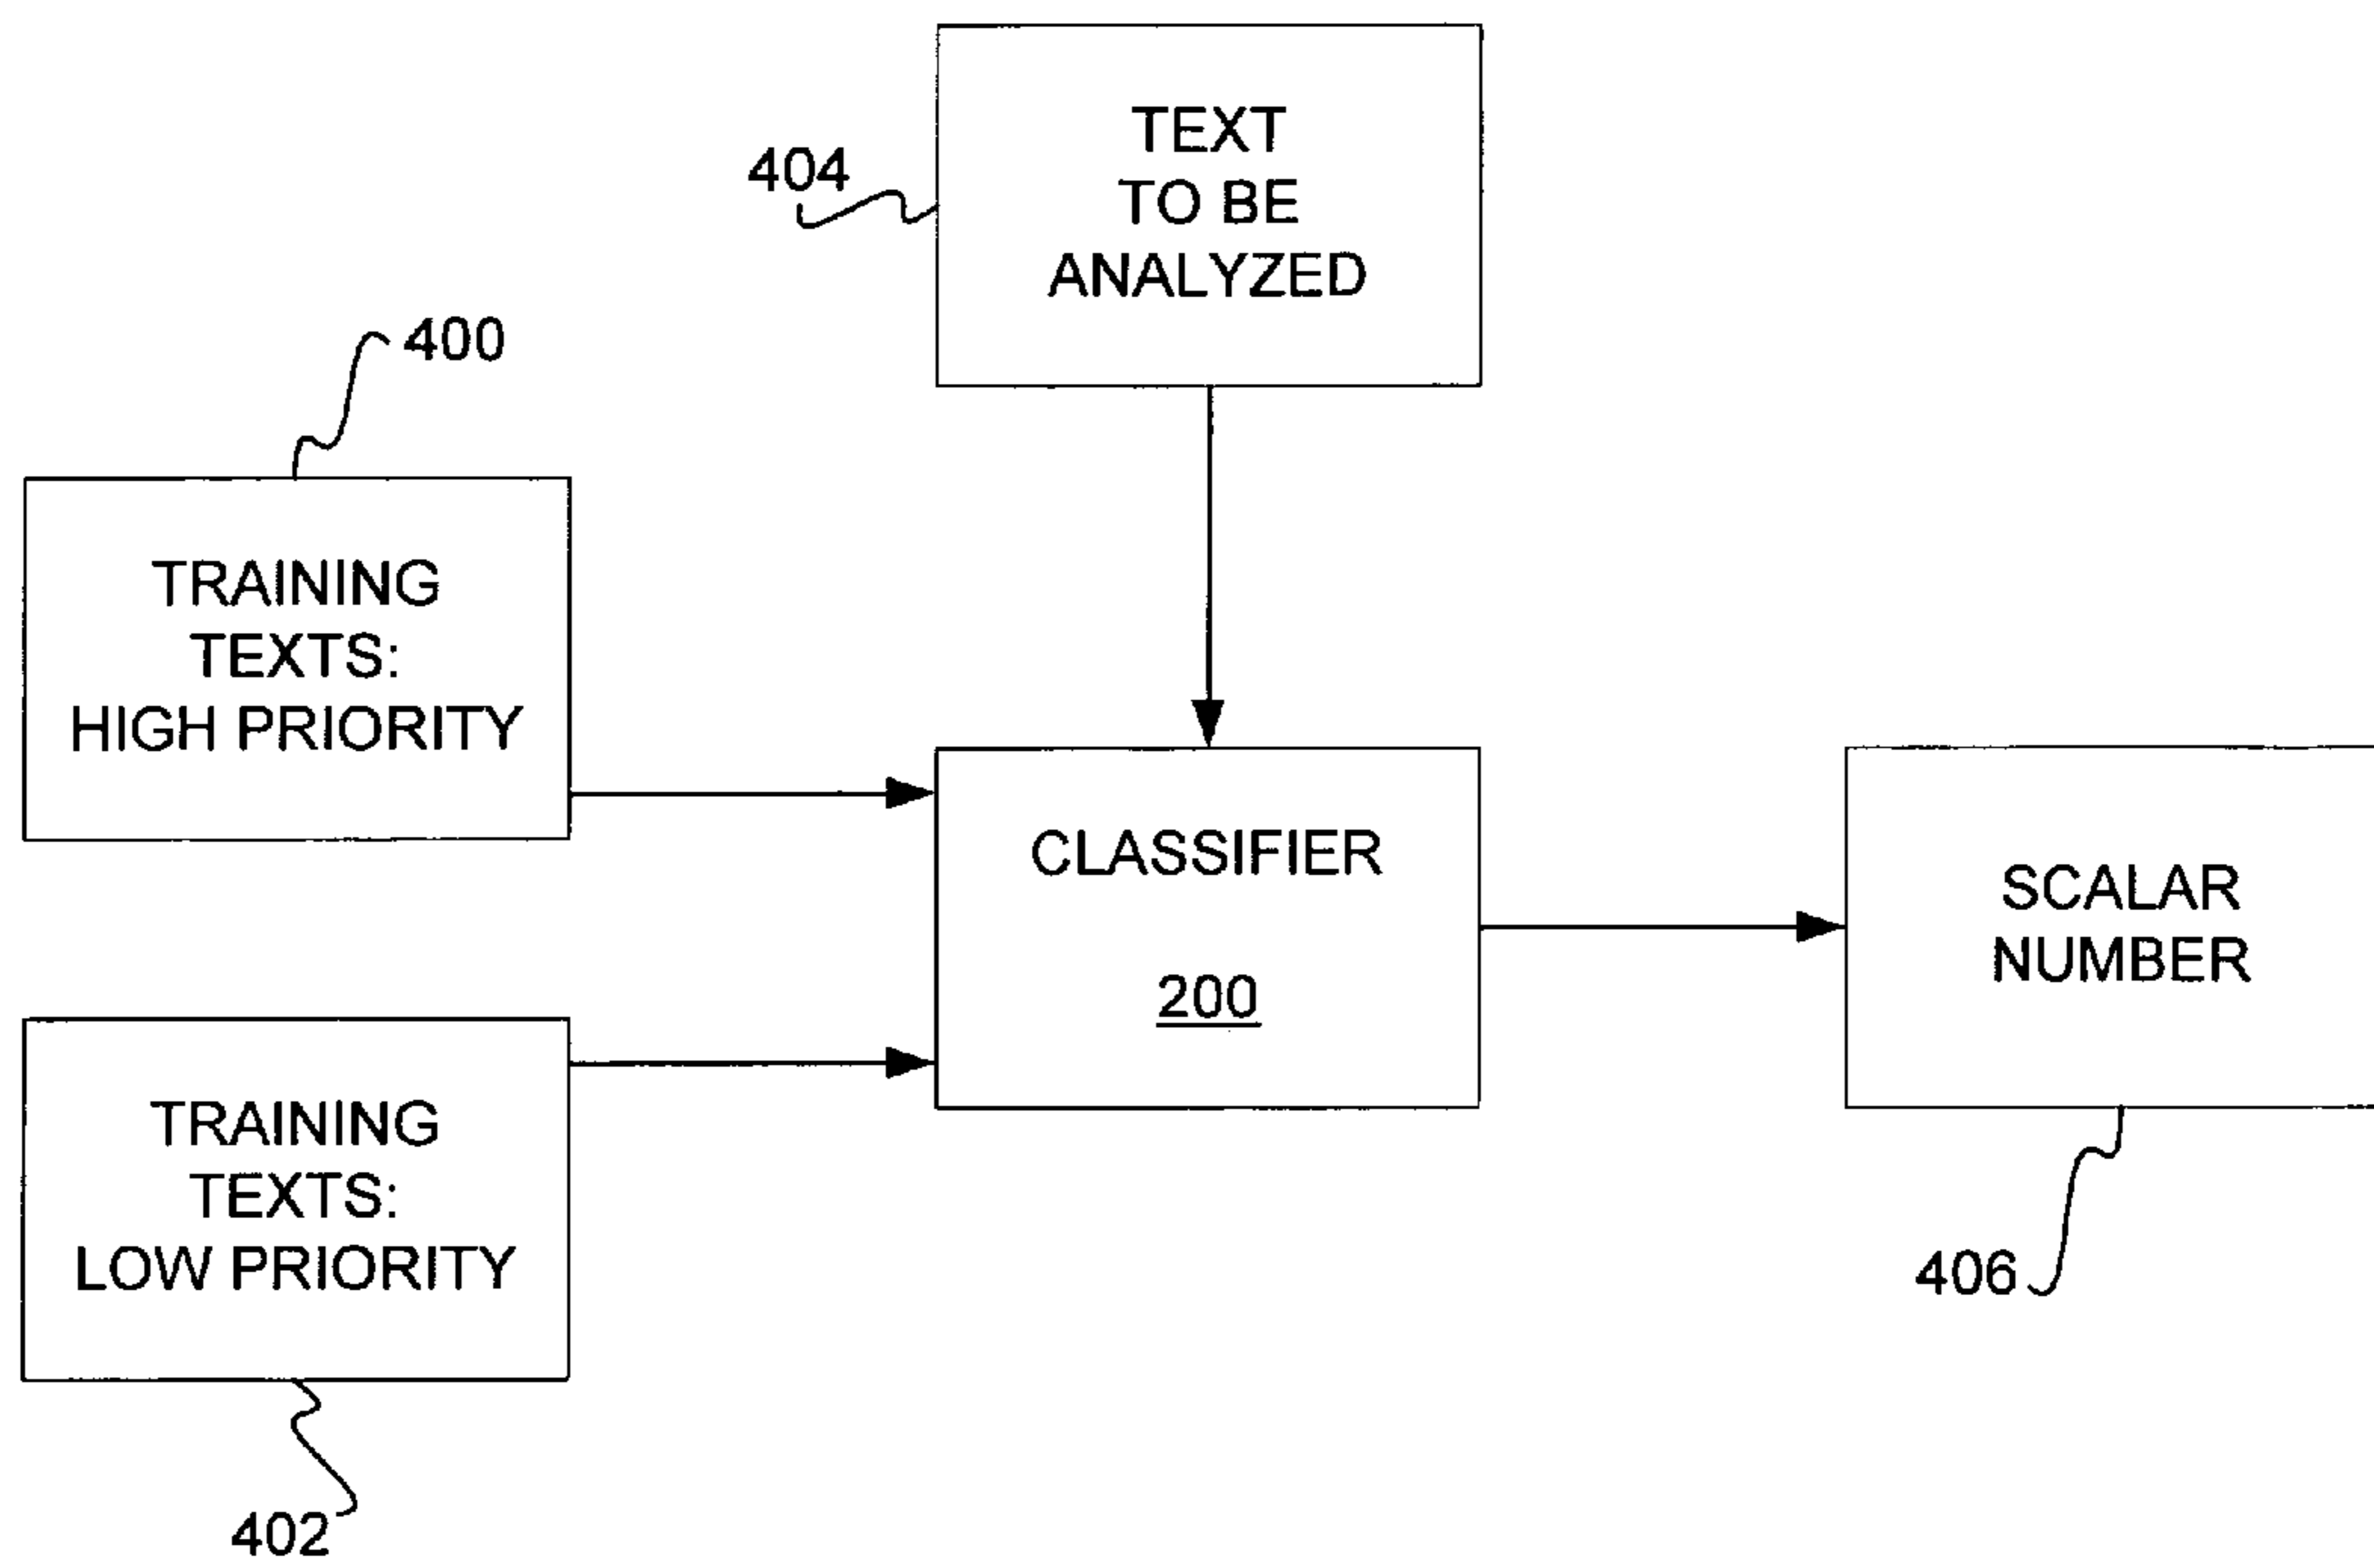 TEXT
TO BE
ANALYZED
404
400
TRAINING
TEXTS:
HIGH PRIORITY
CLASSIFIER
200
SCALAR
NUMBER
TRAINING
TEXTS:
LOW PRIORITY
406
402